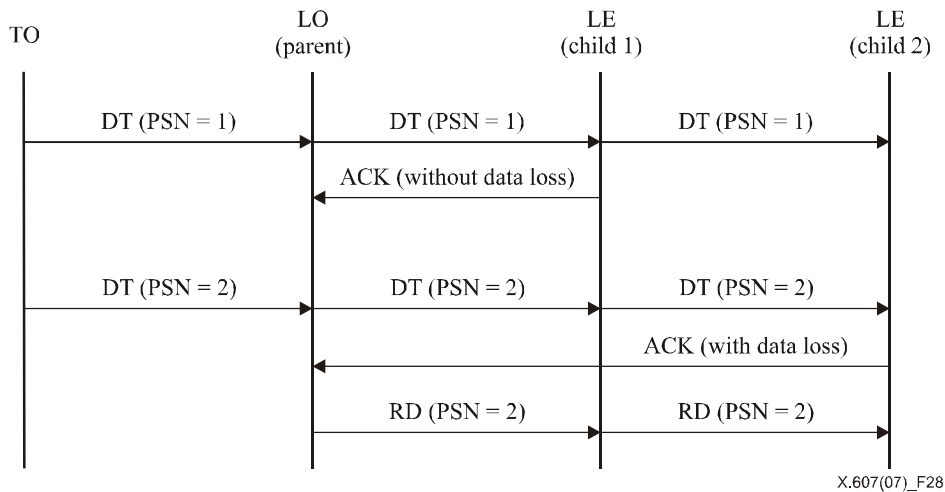 TO
LO
(parent)
LE
(child 1)
LE
(child 2)
DT (PSN = 1)
DT (PSN = 1)
DT (PSN = 1)
ACK (without data loss)
DT (PSN = 2)
DT (PSN = 2)
DT (PSN = 2)
ACK (with data loss)
RD (PSN = 2)
RD (PSN = 2)
X.607(07)_F28